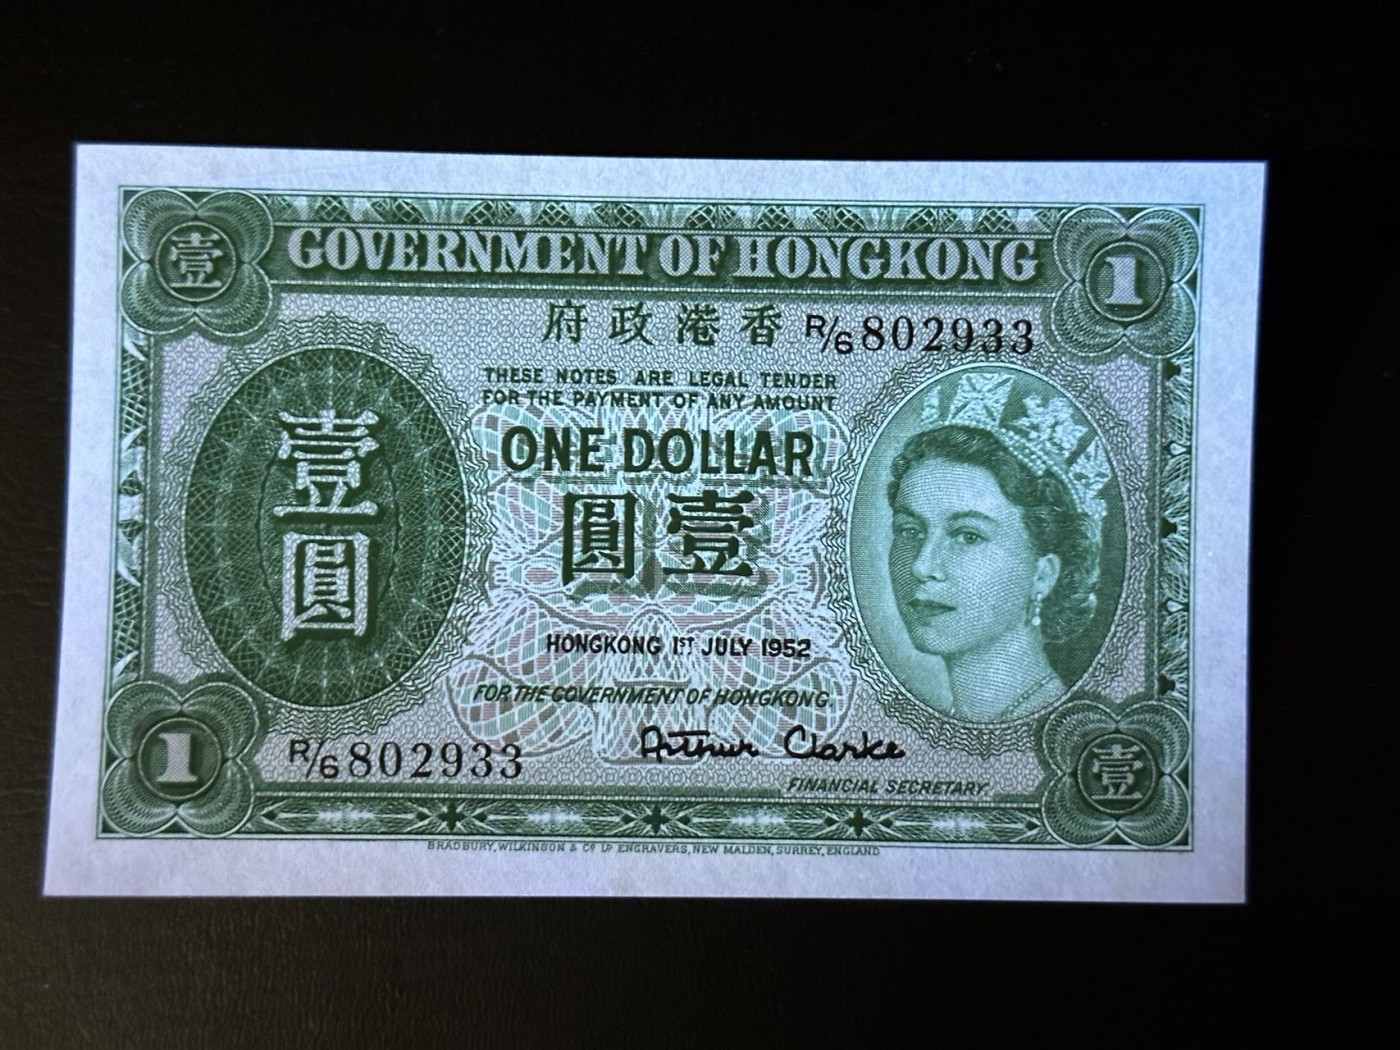 壹
GOVERNMENT OF HONGKONG
1
府政港香
R/6 802933
THESE NOTES ARE LEGAL TENDER
FOR THE PAYMENT OF ANY AMOUNT
ONE DOLLAR
圓壹
壹
圓
HONGKONG 1ST JULY 1952
FOR THE GOVERNMENT OF HONGKONG.
Arthur Clarke
FINANCIAL SECRETARY
1
R/6 802933
壹
BRADBURY, WILKINSON & Co LD ENGRAVERS, NEW MALDEN, SURREY, ENGLAND